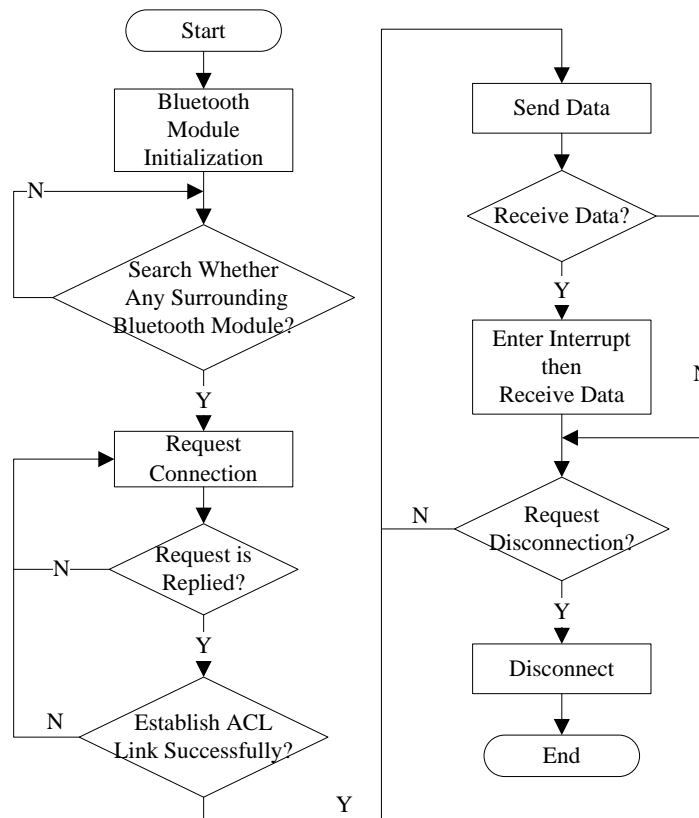 Start
Bluetooth
Module
Initialization
N
Search Whether
Any Surrounding
Bluetooth Module?
Y
Request
Connection
Request is
Replied?
N
Y
Establish ACL
Link Successfully?
N
Y
Send Data
Receive Data?
Y
Enter Interrupt
then
Receive Data
N
Request
Disconnection?
N
Y
Disconnect
End